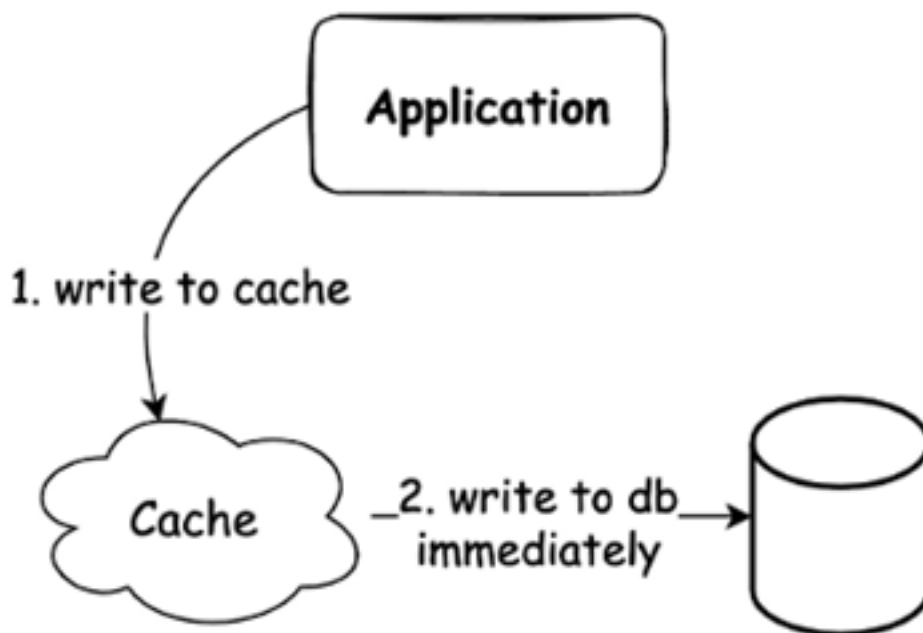 Application
1. write to cache
Cache
2. write to db
immediately